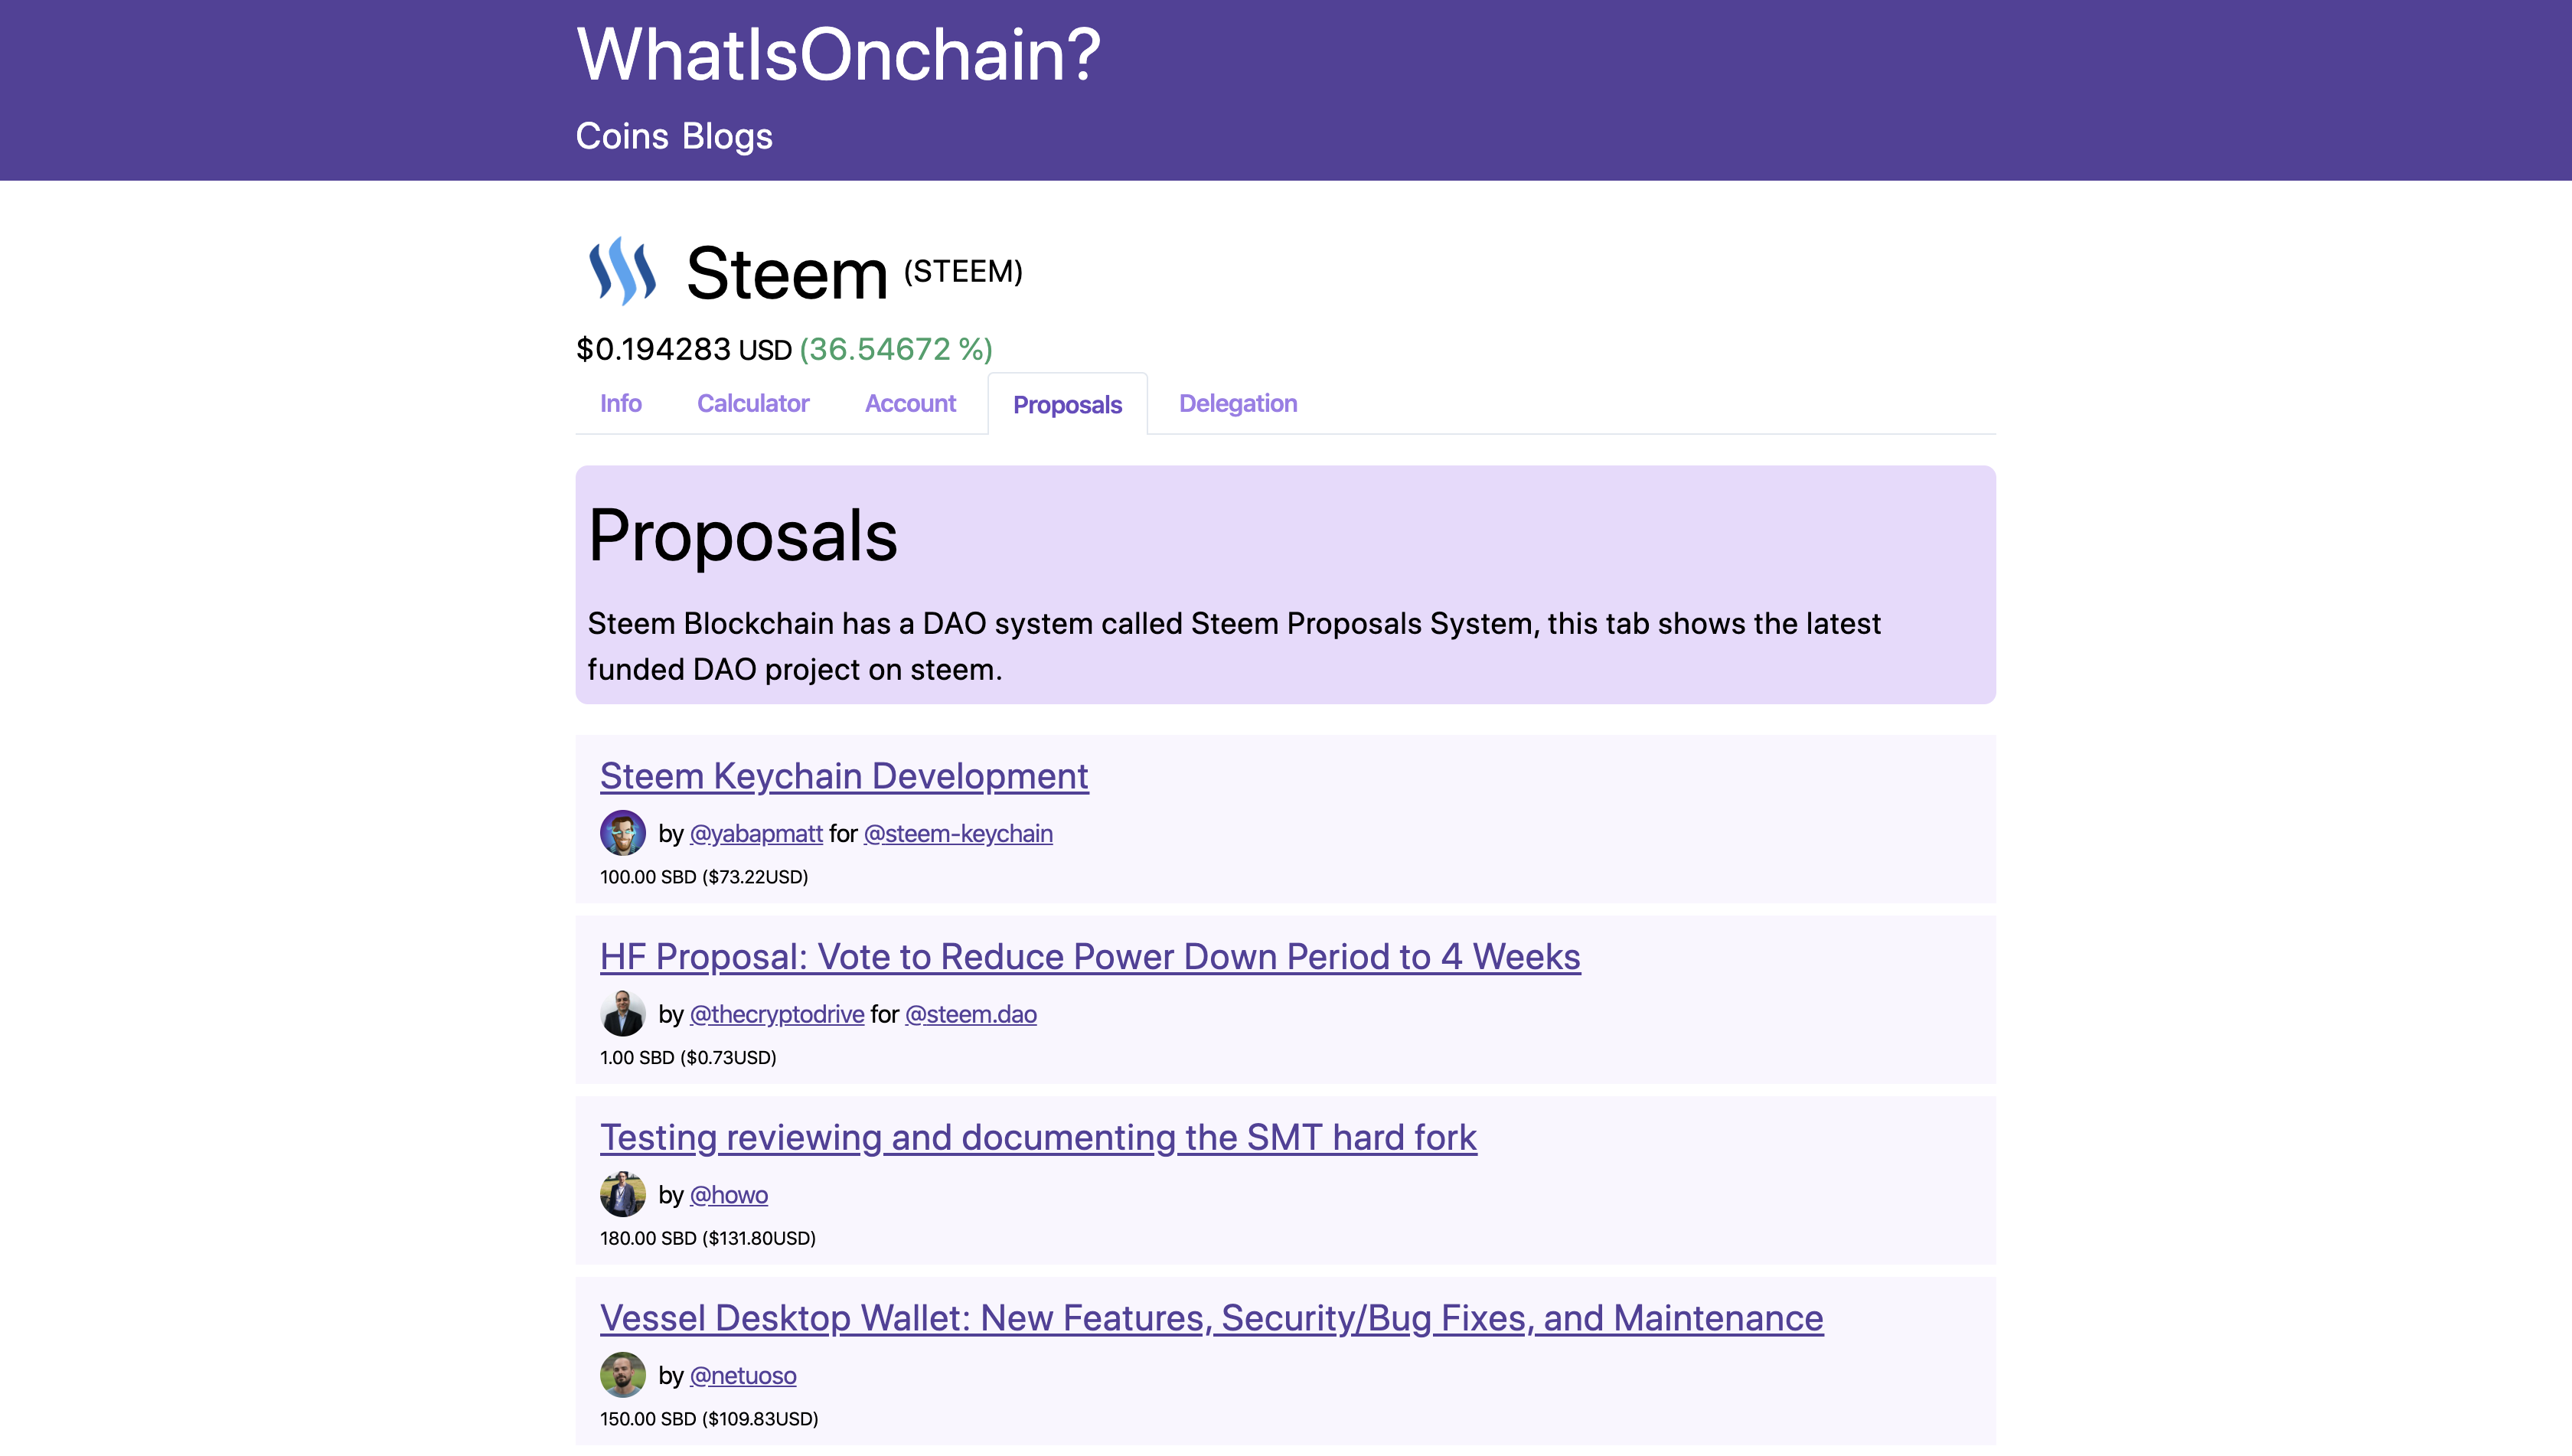 WhatIsOnchain?
Coins Blogs
Steem (STEEM)
$0.194283 USD (36.54672 %)
Info Calculator Account Proposals Delegation
Proposals
Steem Blockchain has a DAO system called Steem Proposals System, this tab shows the latest
funded DAO project on steem.
Steem Keychain Development
by @yabapmatt for @steem-keychain
100.00 SBD ($73.22USD)
HF Proposal: Vote to Reduce Power Down Period to 4 Weeks
by @thecryptodrive for @steem.dao
1.00 SBD ($0.73USD)
Testing reviewing and documenting the SMT hard fork
by @howo
180.00 SBD ($131.80USD)
Vessel Desktop Wallet: New Features, Security/Bug Fixes, and Maintenance
by @netuoso
150.00 SBD ($109.83USD)